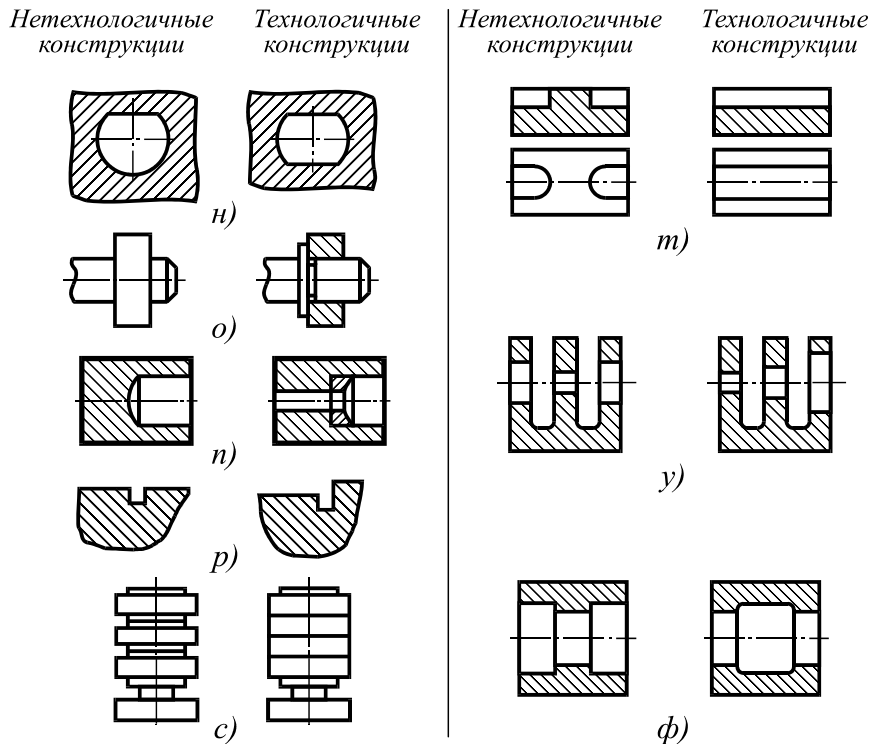 Нетехнологичные
конструкции
Технологичные
конструкции
н)
о)
п)
р)
с)
Нетехнологичные
конструкции
Технологичные
конструкции
т)
у)
ф)